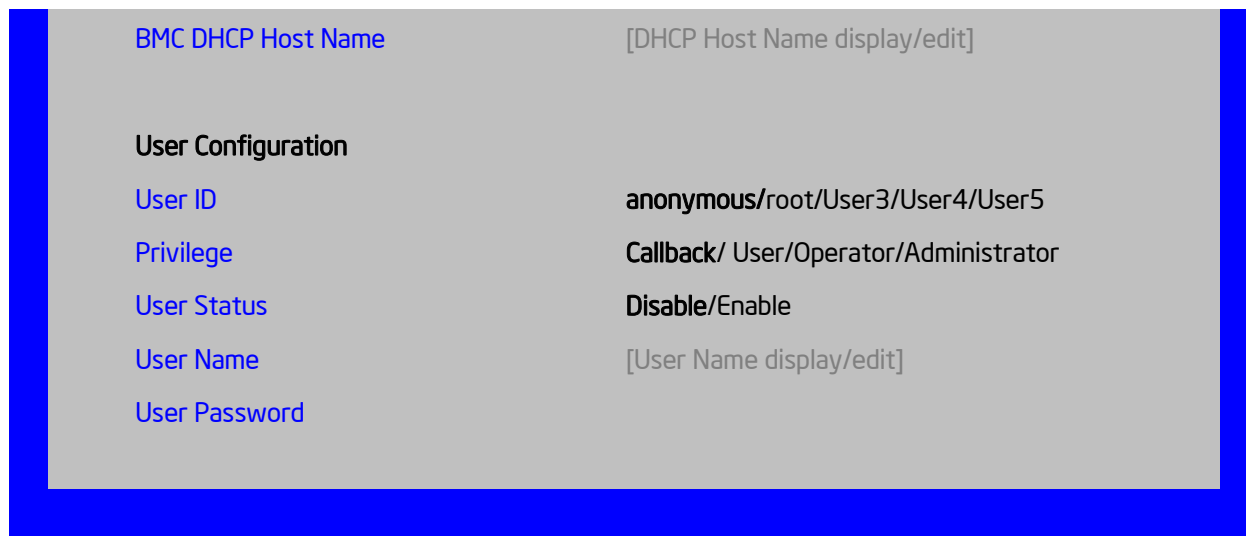 BMC DHCP Host Name [DHCP Host Name display/edit]
User Configuration
User ID anonymous/root/User3/User4/User5
Privilege Callback/ User/Operator/Administrator
User Status Disable/Enable
User Name [User Name display/edit]
User Password